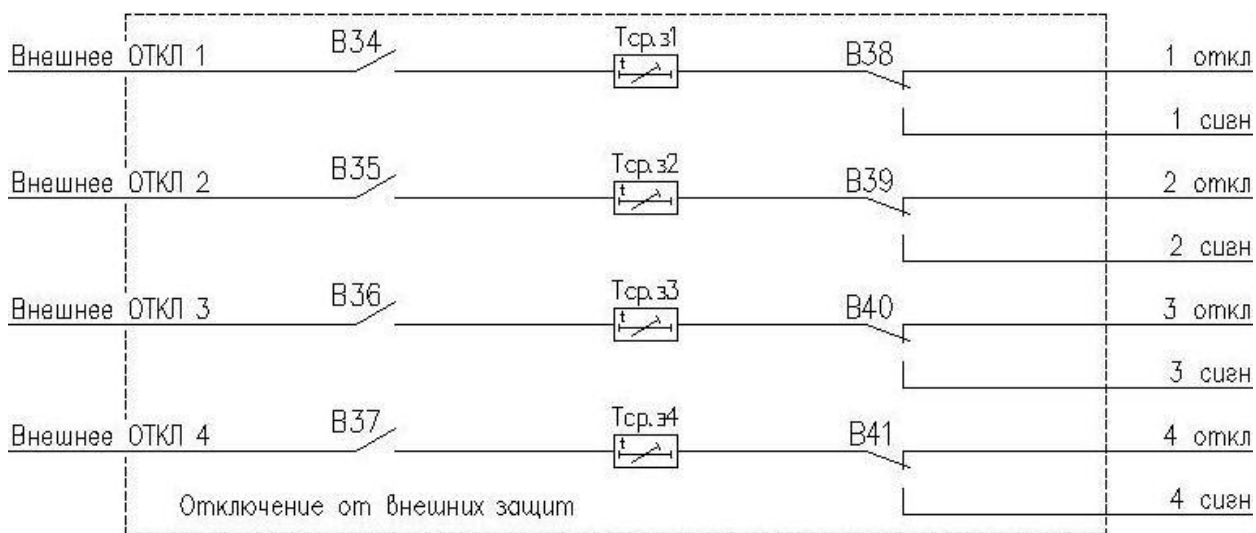 Внешнее ОТКЛ 1 В34 Тср.з1 В38 1 откл
1 сигн
Внешнее ОТКЛ 2 В35 Тср.з2 В39 2 откл
2 сигн
Внешнее ОТКЛ 3 В36 Тср.з3 В40 3 откл
3 сигн
Внешнее ОТКЛ 4 В37 Тср.з4 В41 4 откл
4 сигн
Отключение от внешних защит
t
t
t
t